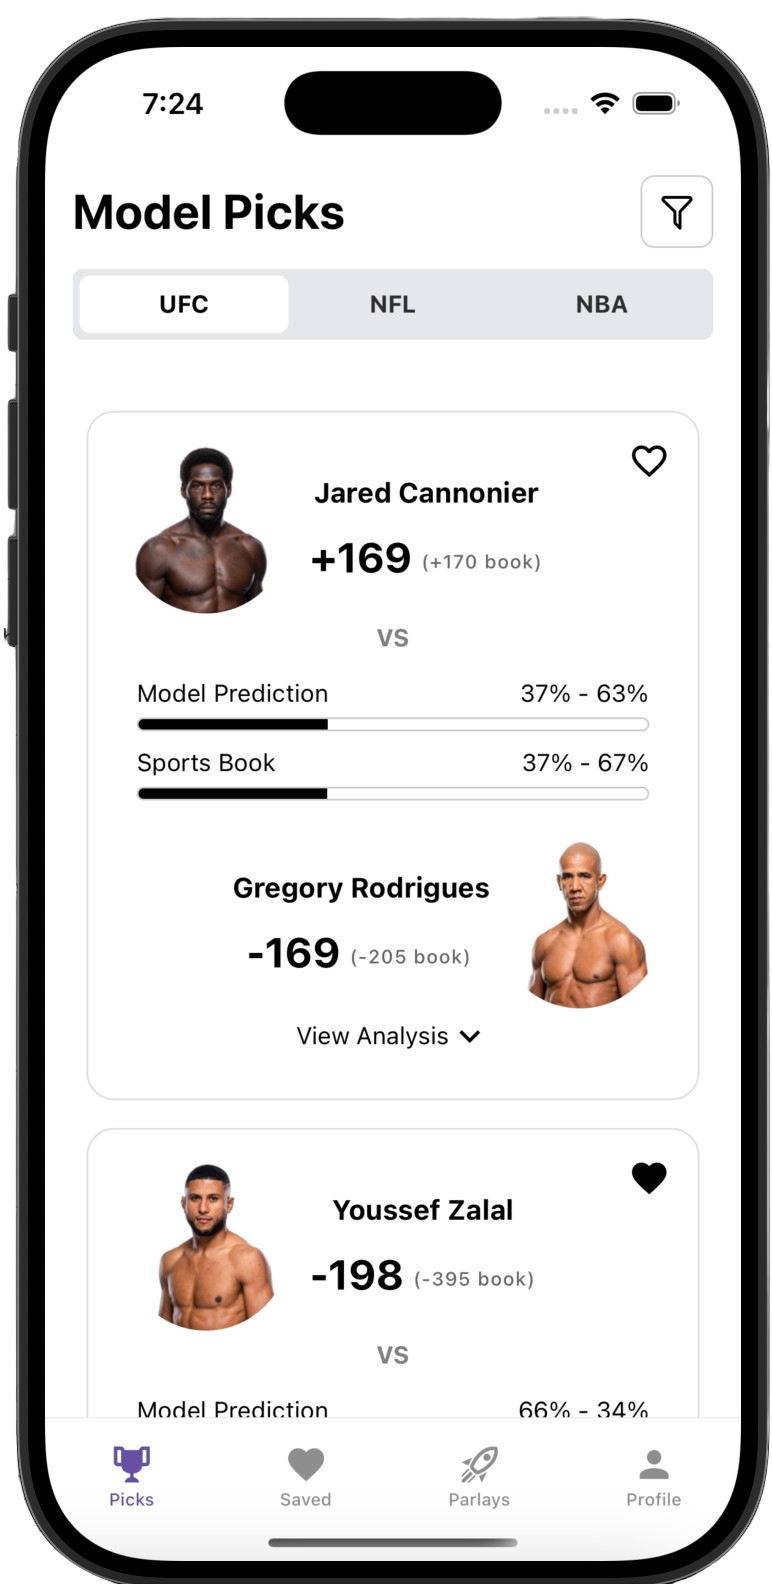 7:24
Model Picks
UFC NFL NBA
Jared Cannonier
+169 (+170 book)
VS
Model Prediction 37% - 63%
Sports Book 37% - 67%
Gregory Rodrigues
-169 (-205 book)
View Analysis
Youssef Zalal
-198 (-395 book)
VS
Model Prediction 66% - 34%
Picks Saved Parlays Profile